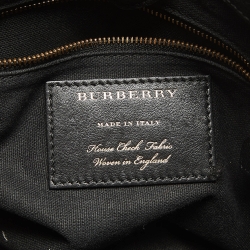 BURBERRY
MADE IN ITALY
House Check Fabric
Woven in England